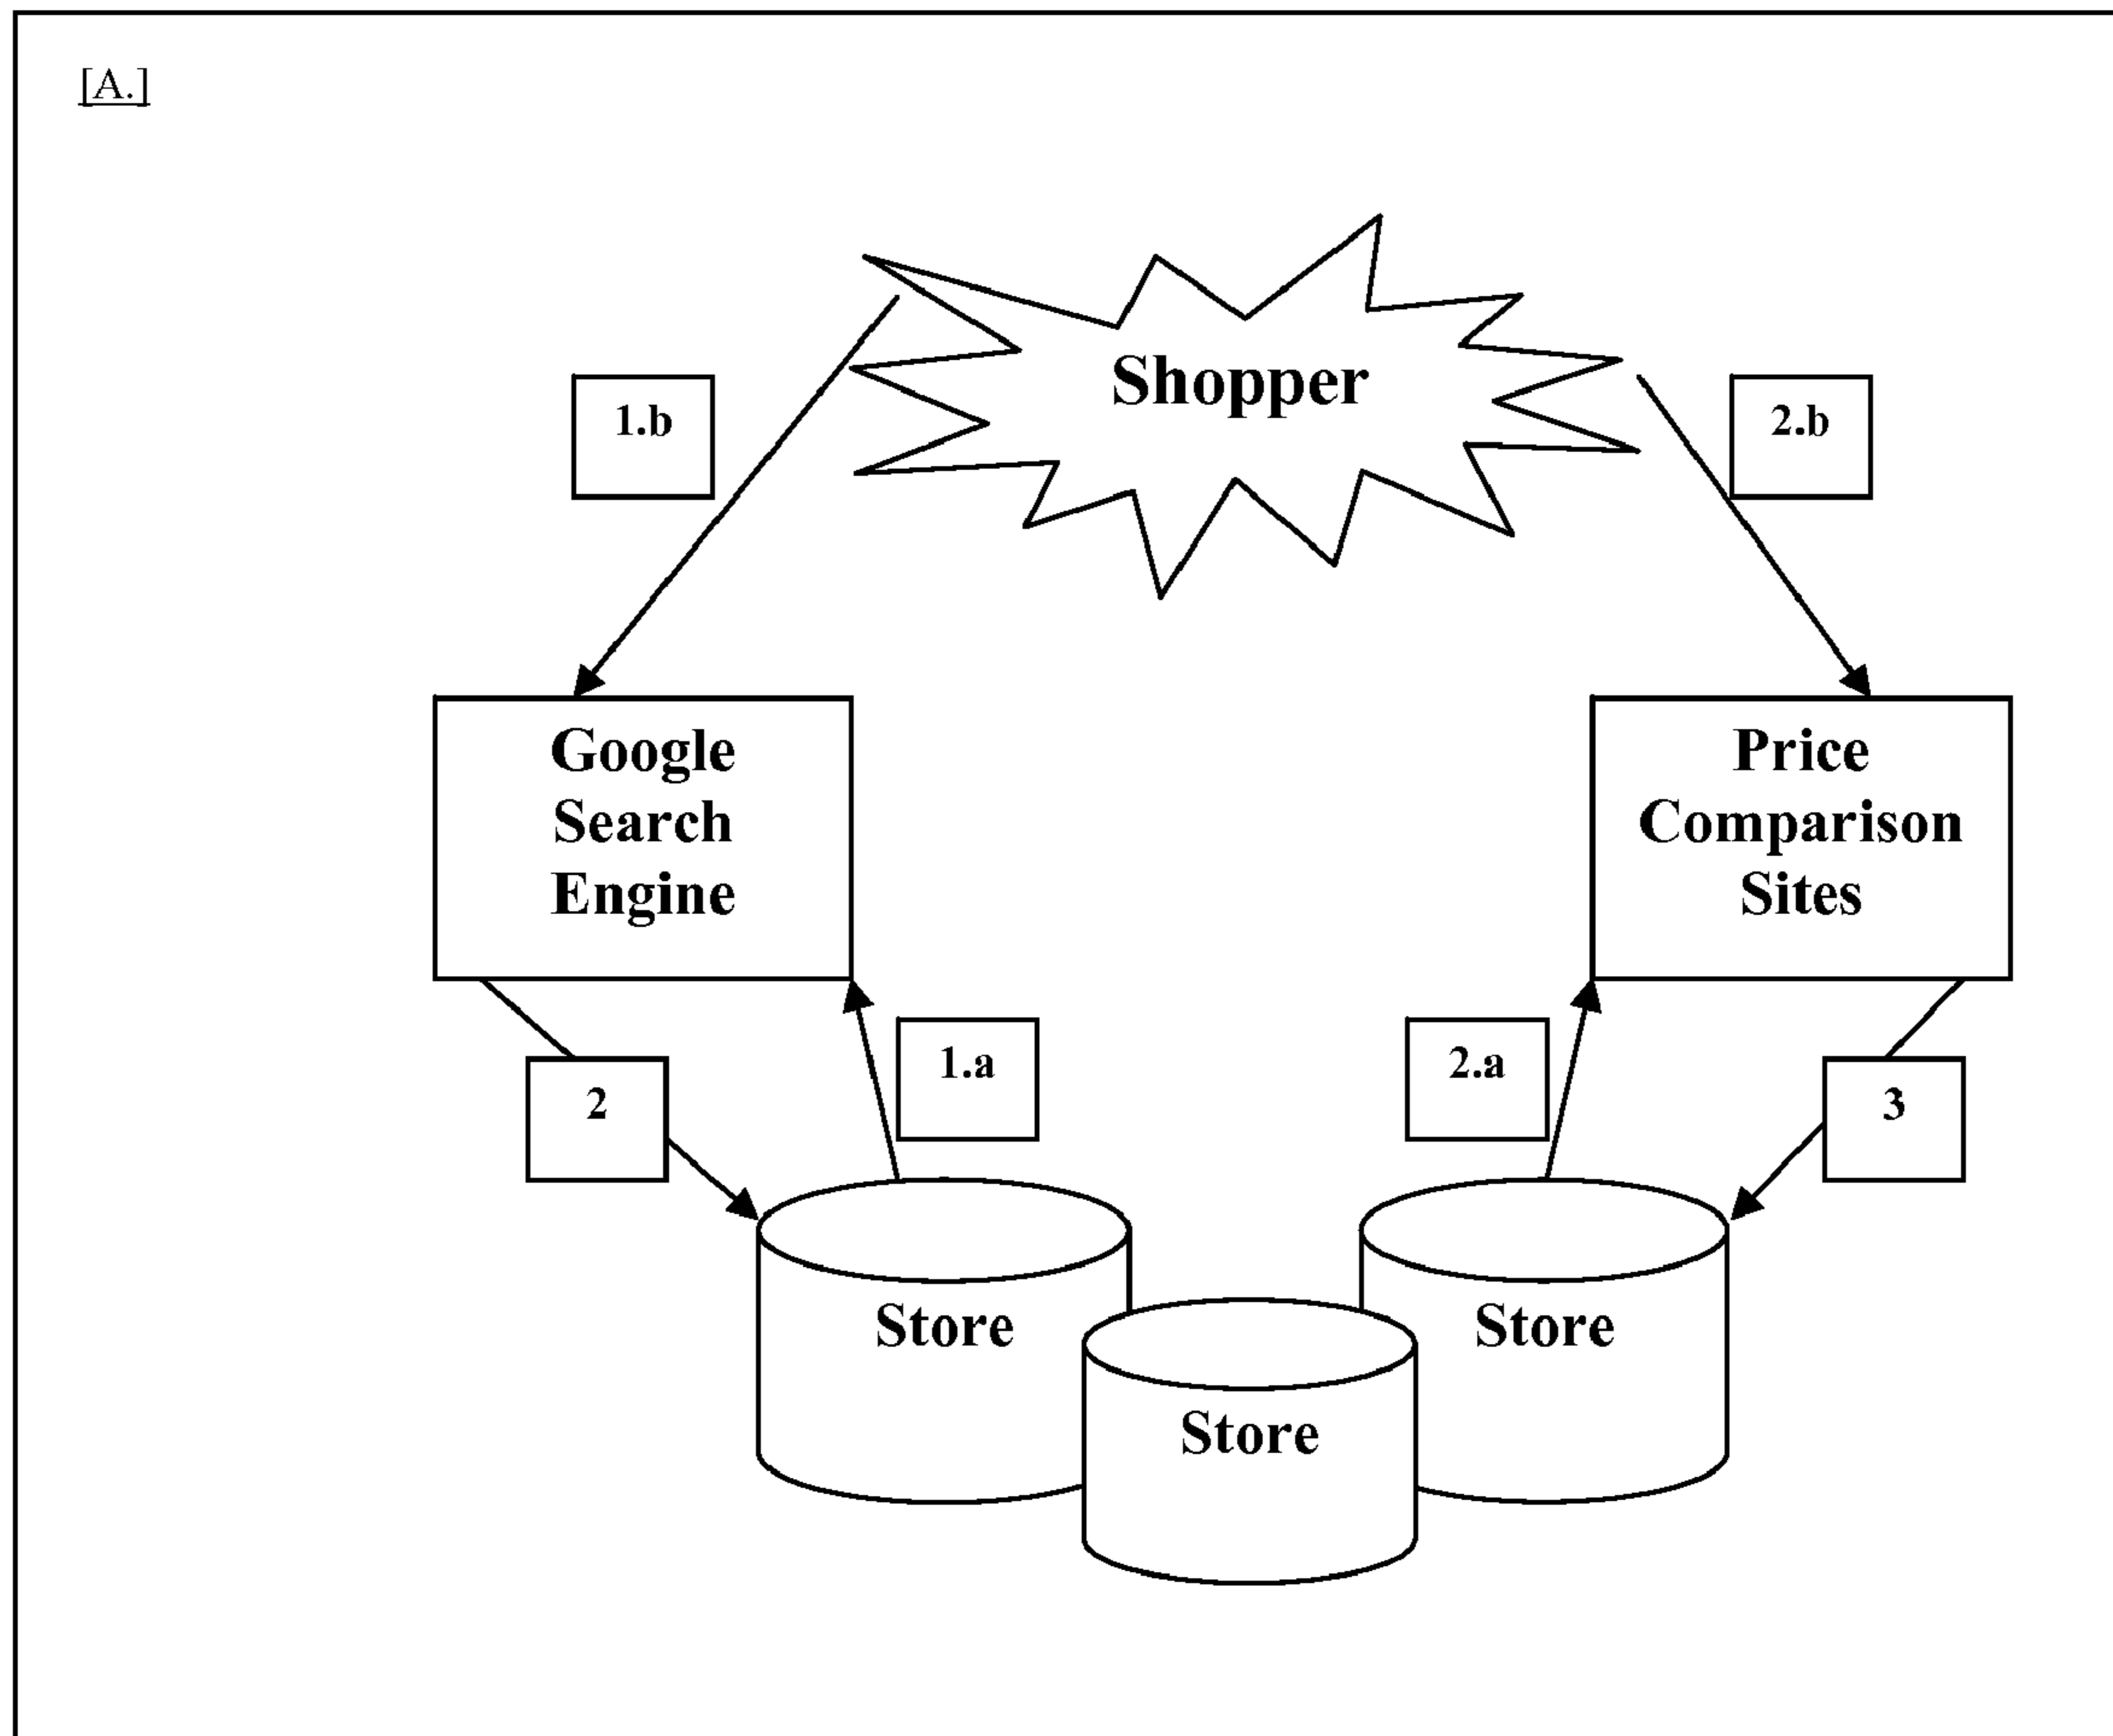 [A.]
Shopper
1.b
2.b
Google
Search
Engine
Price
Comparison
Sites
1.a
2.a
2
3
Store
Store
Store